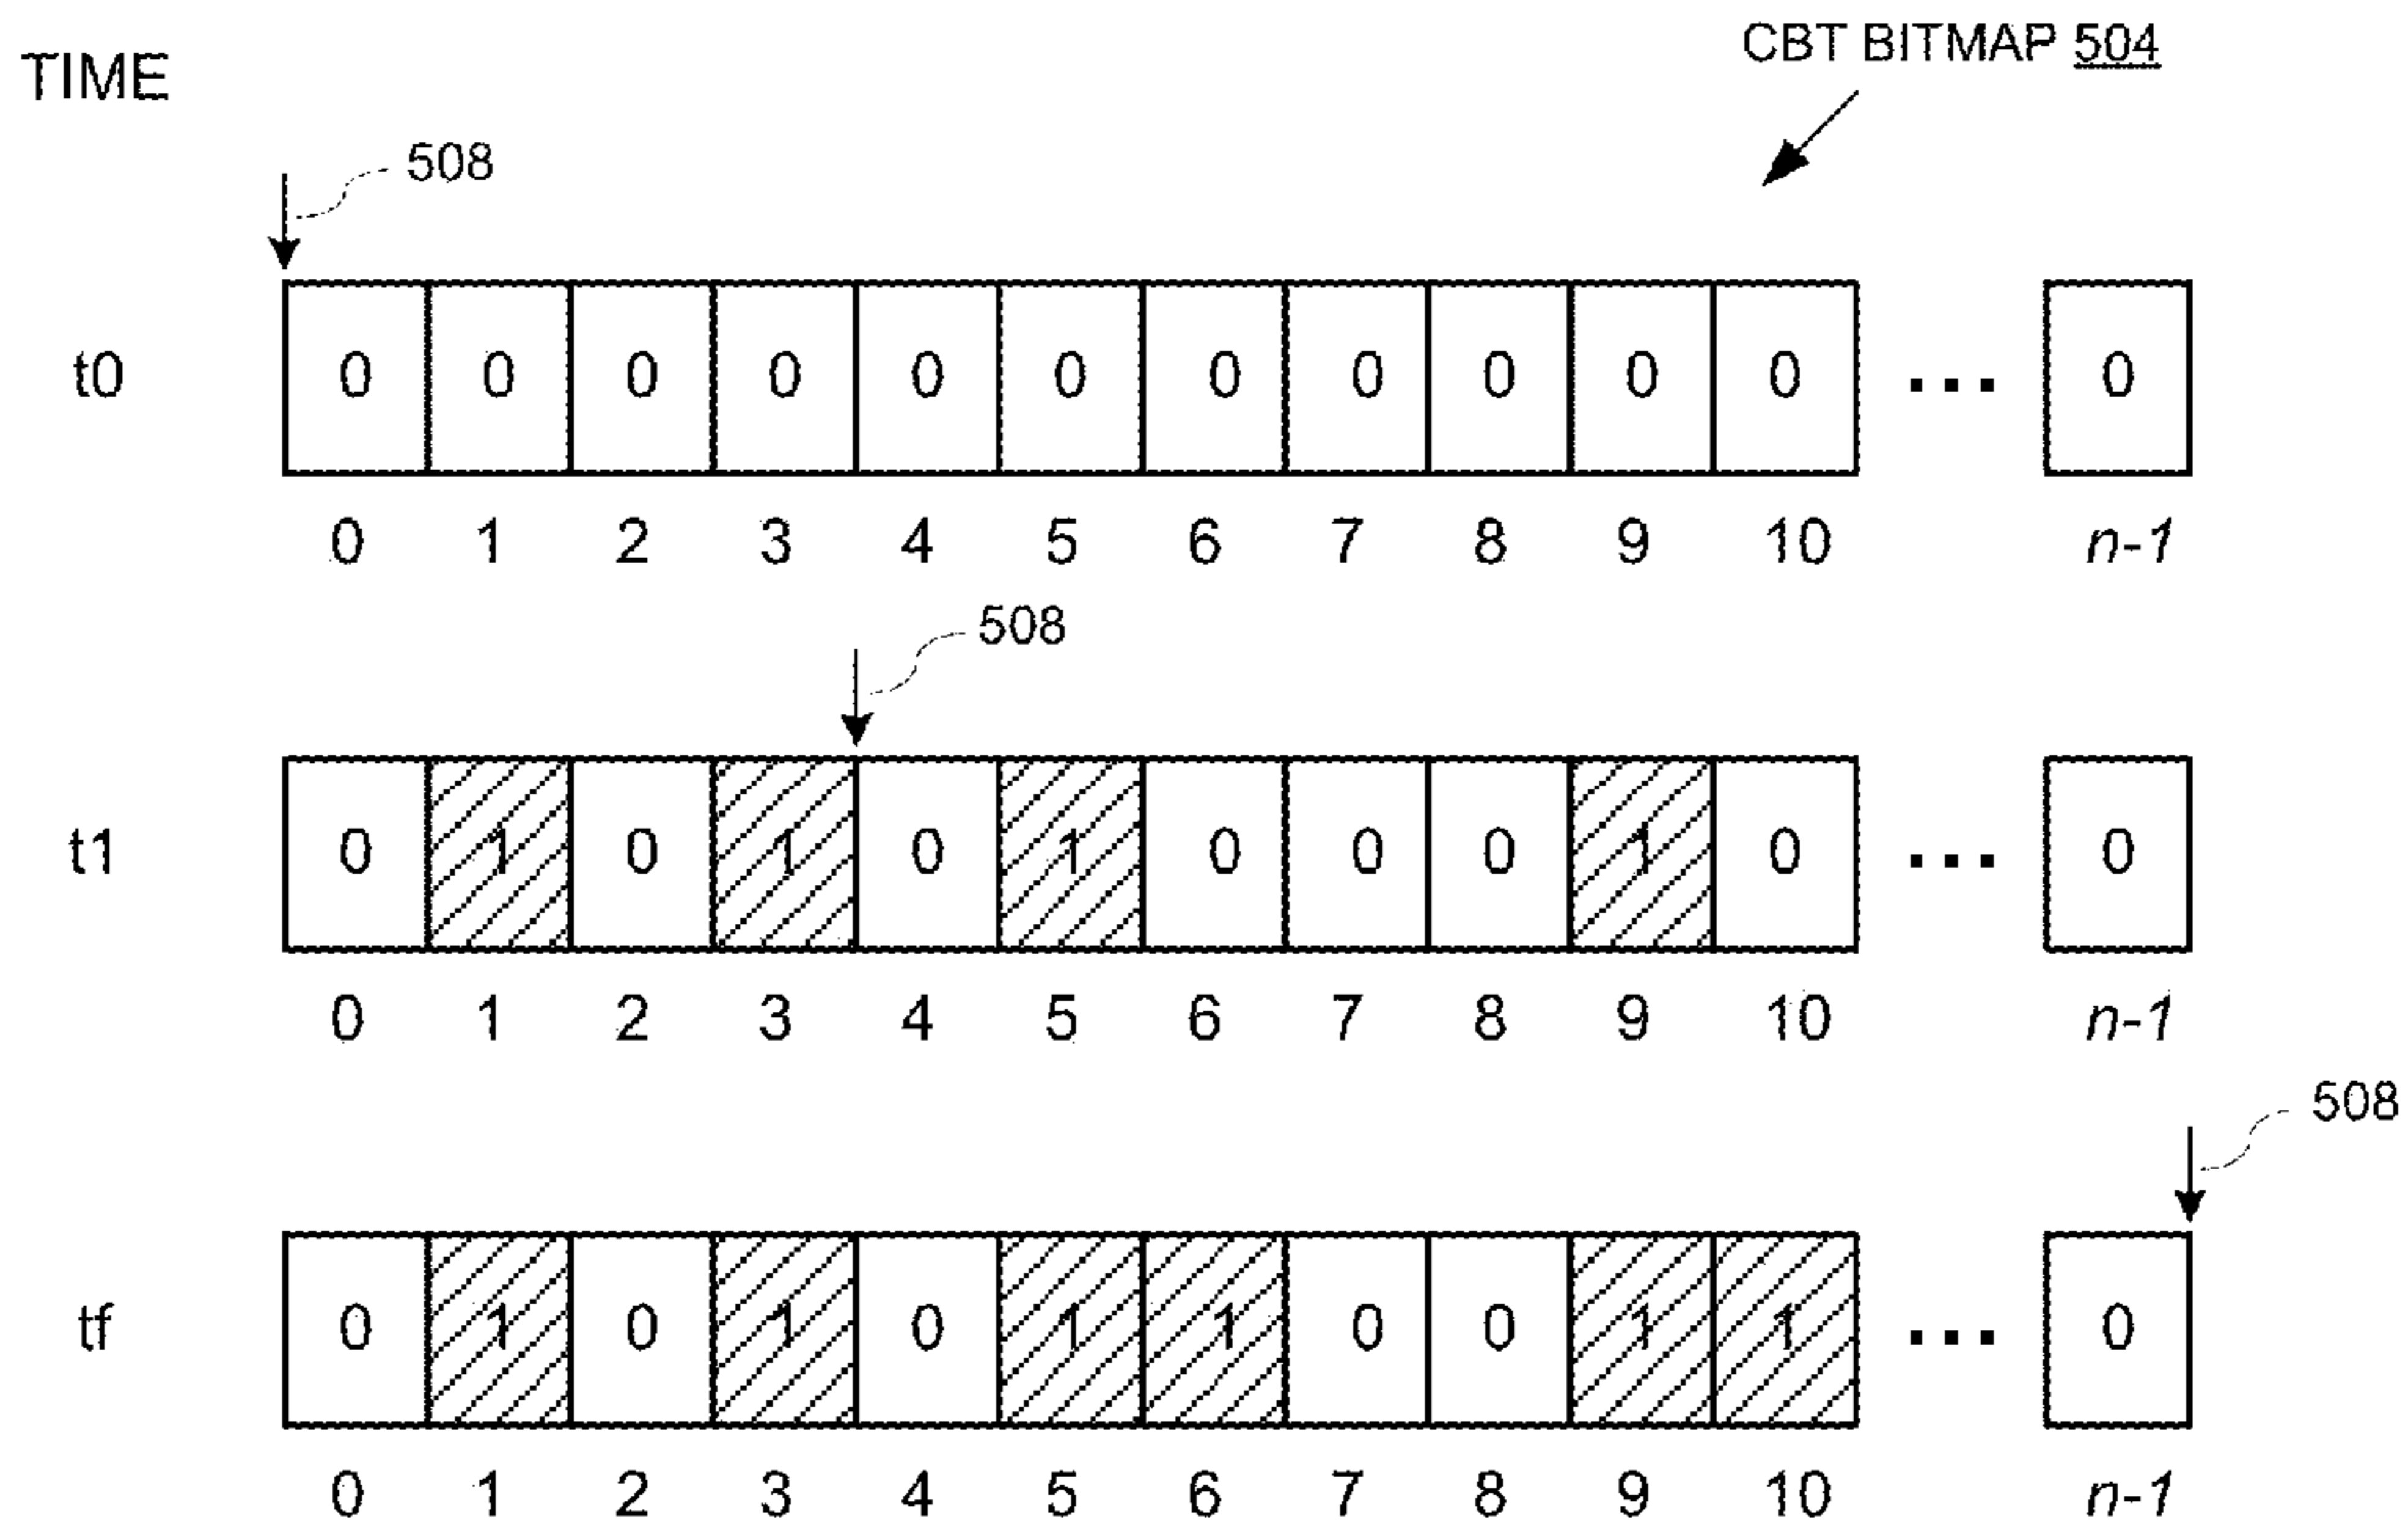 CBT BITMAP 504
TIME
508
t0 0 0 0 0 0 0 0 0 0 0 0 ... 0
0 1 2 3 4 5 6 7 8 9 10 n-1
508
t1 0 1 0 1 0 1 0 0 0 1 0 ... 0
0 1 2 3 4 5 6 7 8 9 10 n-1
508
tf 0 1 0 1 0 1 1 0 0 1 1 ... 0
0 1 2 3 4 5 6 7 8 9 10 n-1